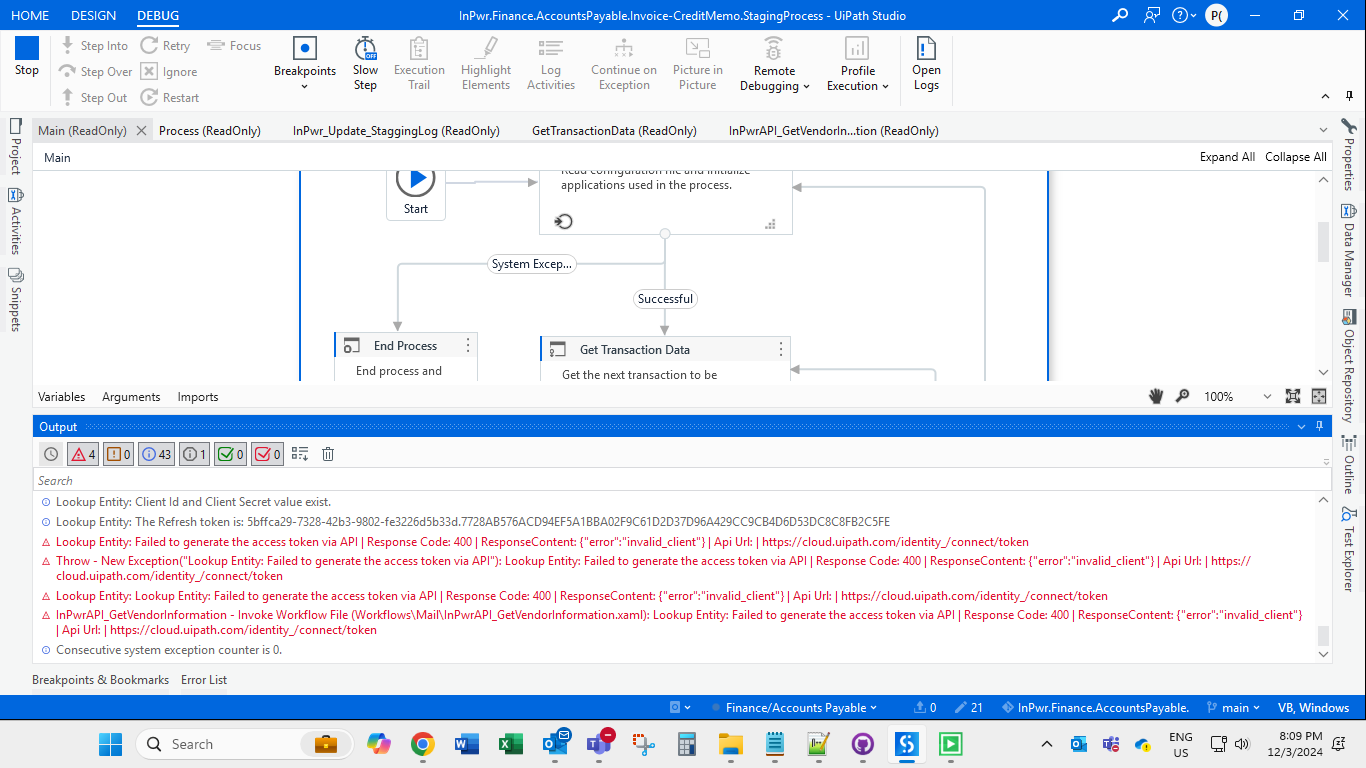 HOME DESIGN DEBUG InPwr.Finance.AccountsPayable.Invoice-CreditMemo.StagingProcess - UiPath Studio P(
Stop
Step Into Retry Focus
Step Over Ignore
Step Out Restart
Breakpoints
Slow Step
OFF
Execution Trail
Highlight Elements
Log Activities
Continue on Exception
Picture in Picture
Remote Debugging
Profile Execution
Open Logs
Main (ReadOnly) Process (ReadOnly) InPwr_Update_StaggingLog (ReadOnly) GetTransactionData (ReadOnly) InPwrAPI_GetVendorIn...tion (ReadOnly)
Main Expand All Collapse All
Project
Activities
Snippets
Start
Read configuration file and initialize
applications used in the process.
System Excep...
Successful
End Process
End process and
Get Transaction Data
Get the next transaction to be
Properties
Data Manager
Object Repository
Outline
Test Explorer
Variables Arguments Imports 100%
Output
4 0 43 1 0 0
Search
Lookup Entity: Client Id and Client Secret value exist.
Lookup Entity: The Refresh token is: 5bffca29-7328-42b3-9802-fe3226d5b33d.7728AB576ACD94EF5A1BBA02F9C61D2D37D96A429CC9CB4D6D53DC8C8FB2C5FE
Lookup Entity: Failed to generate the access token via API | Response Code: 400 | ResponseContent: {"error":"invalid_client"} | Api Url: | https://cloud.uipath.com/identity_/connect/token
Throw - New Exception("Lookup Entity: Failed to generate the access token via API"): Lookup Entity: Failed to generate the access token via API | Response Code: 400 | ResponseContent: {"error":"invalid_client"} | Api Url: | https://
cloud.uipath.com/identity_/connect/token
Lookup Entity: Lookup Entity: Failed to generate the access token via API | Response Code: 400 | ResponseContent: {"error":"invalid_client"} | Api Url: | https://cloud.uipath.com/identity_/connect/token
InPwrAPI_GetVendorInformation - Invoke Workflow File (Workflows\Mail\InPwrAPI_GetVendorInformation.xaml): Lookup Entity: Failed to generate the access token via API | Response Code: 400 | ResponseContent: {"error":"invalid_client"}
| Api Url: | https://cloud.uipath.com/identity_/connect/token
Consecutive system exception counter is 0.
Breakpoints & Bookmarks Error List
Finance/Accounts Payable 0 21 InPwr.Finance.AccountsPayable. main VB, Windows
Search
ENG
US
8:09 PM
12/3/2024